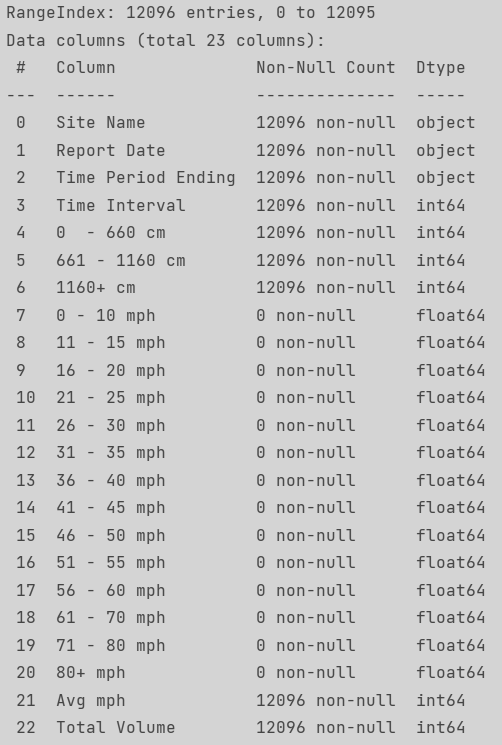 RangeIndex: 12096 entries, 0 to 12095
Data columns (total 23 columns):
 #   Column              Non-Null Count  Dtype
---  ------              --------------  -----
 0   Site Name           12096 non-null  object
 1   Report Date         12096 non-null  object
 2   Time Period Ending  12096 non-null  object
 3   Time Interval       12096 non-null  int64
 4   0  - 660 cm         12096 non-null  int64
 5   661 - 1160 cm       12096 non-null  int64
 6   1160+ cm            12096 non-null  int64
 7   0 - 10 mph          0 non-null      float64
 8   11 - 15 mph         0 non-null      float64
 9   16 - 20 mph         0 non-null      float64
 10  21 - 25 mph         0 non-null      float64
 11  26 - 30 mph         0 non-null      float64
 12  31 - 35 mph         0 non-null      float64
 13  36 - 40 mph         0 non-null      float64
 14  41 - 45 mph         0 non-null      float64
 15  46 - 50 mph         0 non-null      float64
 16  51 - 55 mph         0 non-null      float64
 17  56 - 60 mph         0 non-null      float64
 18  61 - 70 mph         0 non-null      float64
 19  71 - 80 mph         0 non-null      float64
 20  80+ mph             0 non-null      float64
 21  Avg mph             12096 non-null  int64
 22  Total Volume        12096 non-null  int64